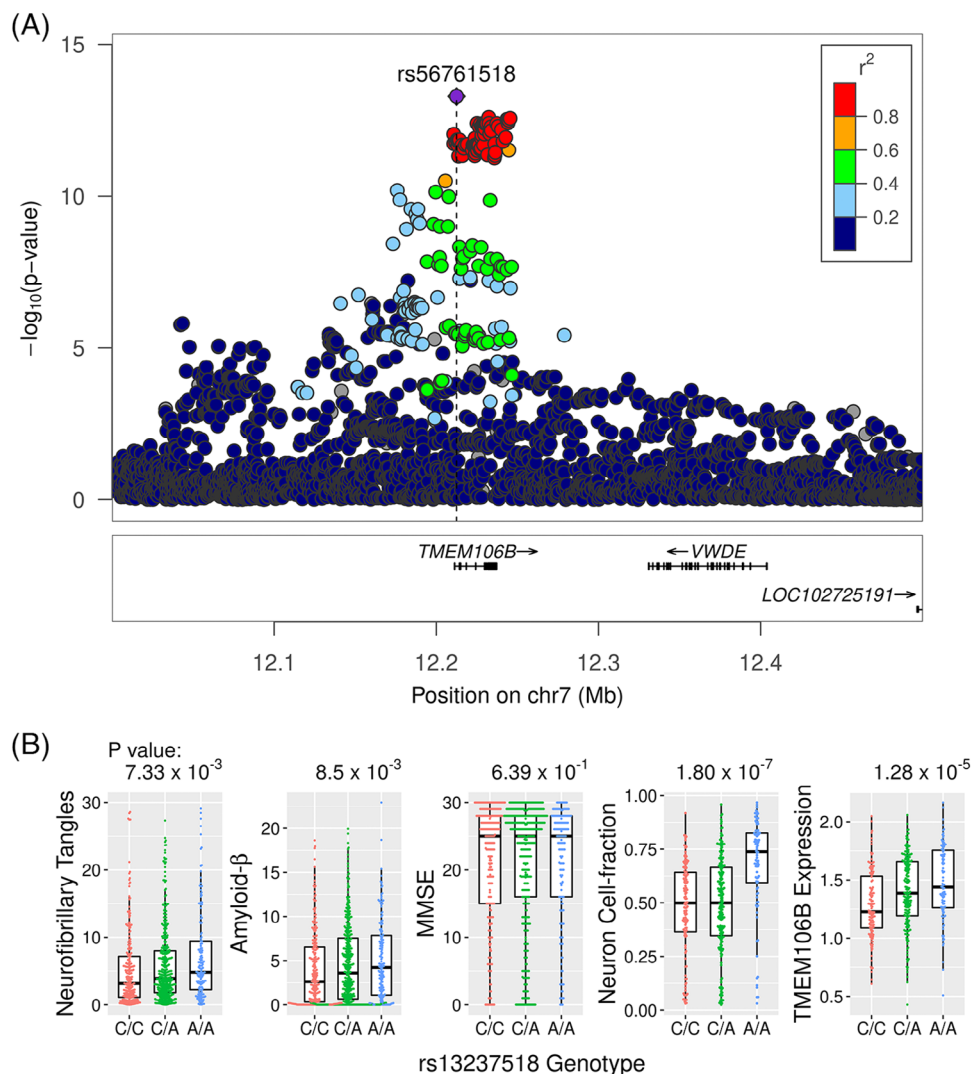 (A)
15
10
5
0
−log10(p−value)
rs56761518
r2
0.8
0.6
0.4
0.2
TMEM106B→
←VWDE
LOC102725191→
12.1 12.2 12.3 12.4
Position on chr7 (Mb)
(B)
P value:
7.33 x 10-3 8.5 x 10-3 6.39 x 10-1 1.80 x 10-7 1.28 x 10-5
Neurofibrillary Tangles
30
20
10
0
C/C C/A A/A
Amyloid-β
20
15
10
5
0
C/C C/A A/A
MMSE
30
20
10
0
C/C C/A A/A
Neuron Cell-fraction
1.00
0.75
0.50
0.25
0.00
C/C C/A A/A
TMEM106B Expression
2.0
1.5
1.0
0.5
C/C C/A A/A
rs13237518 Genotype